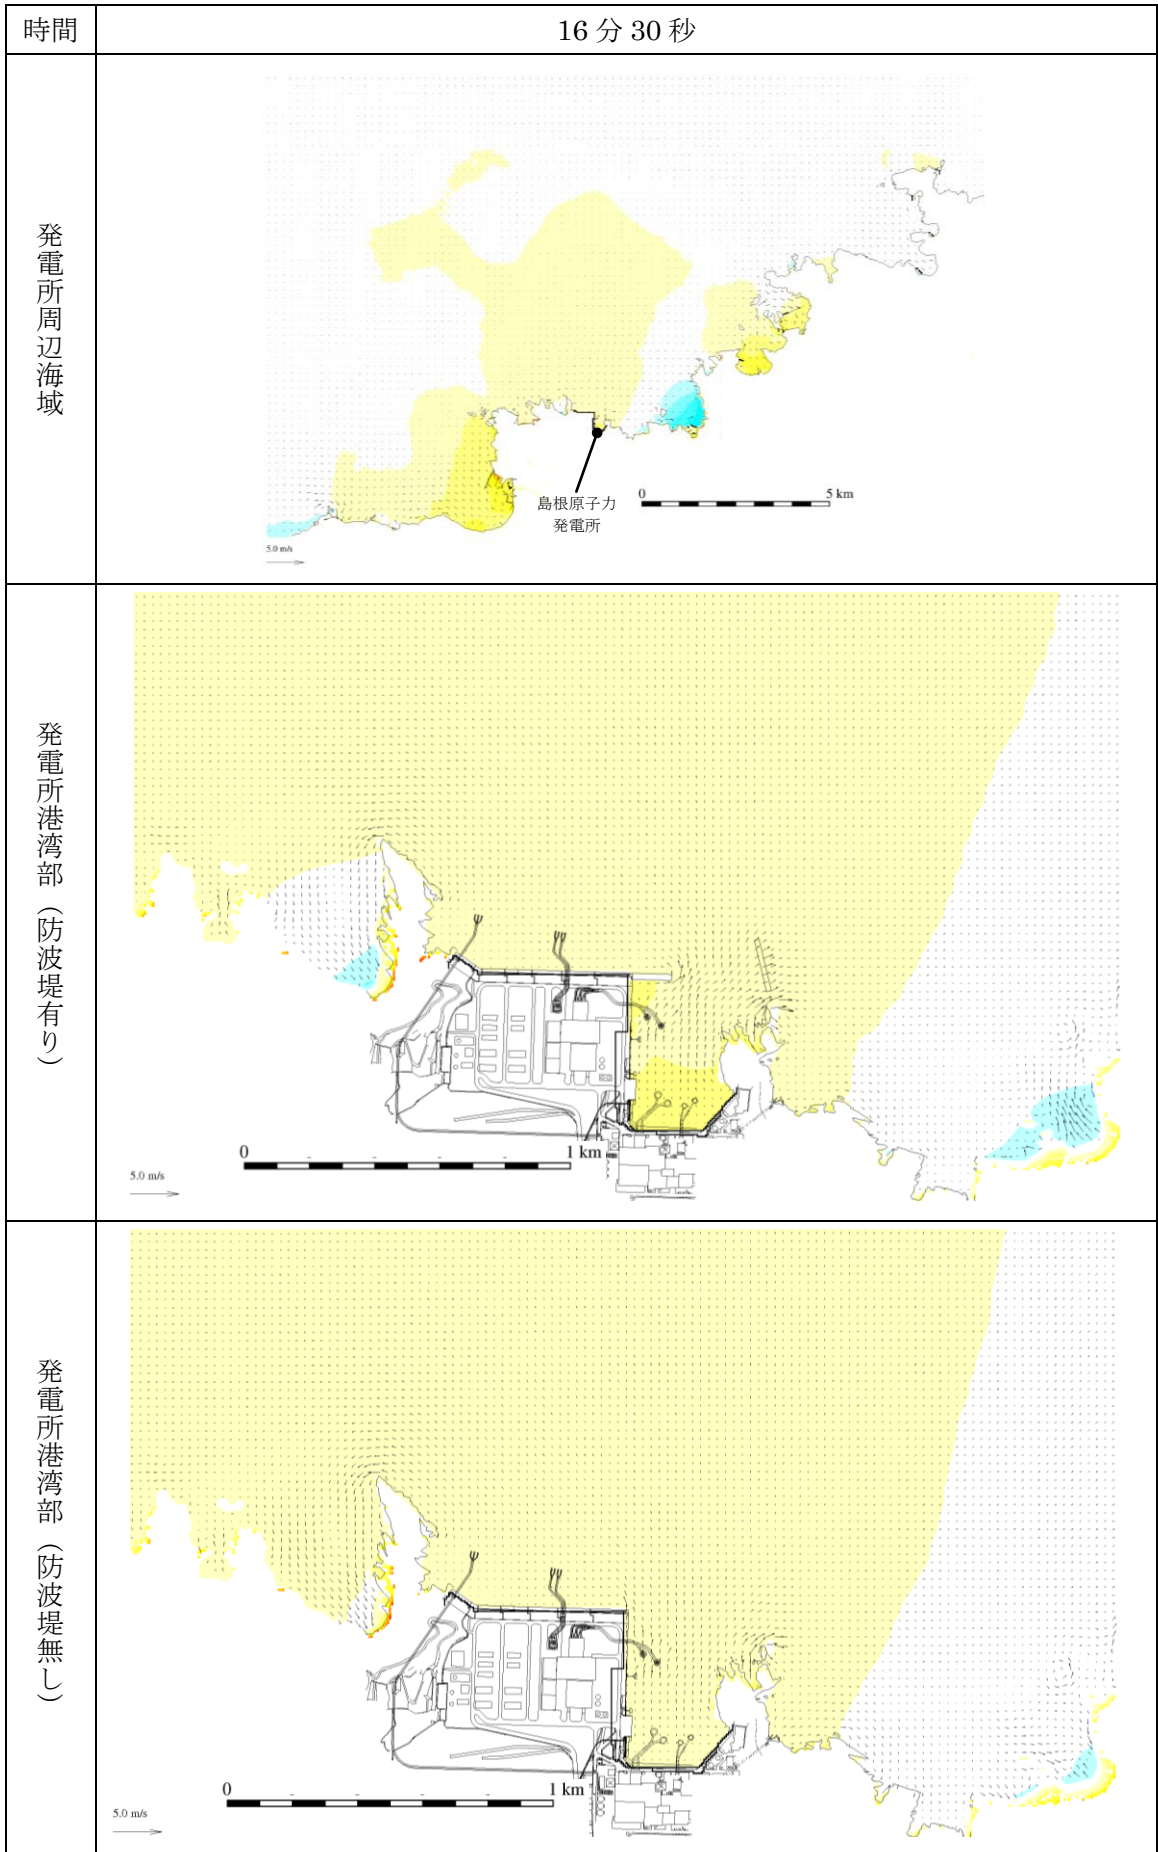 時間
16分30秒
発電所周辺海域
島根原子力
発電所
0 5 km
5.0 m/s
発電所港湾部（防波堤有り）
0 1 km
5.0 m/s
発電所港湾部（防波堤無し）
0 1 km
5.0 m/s